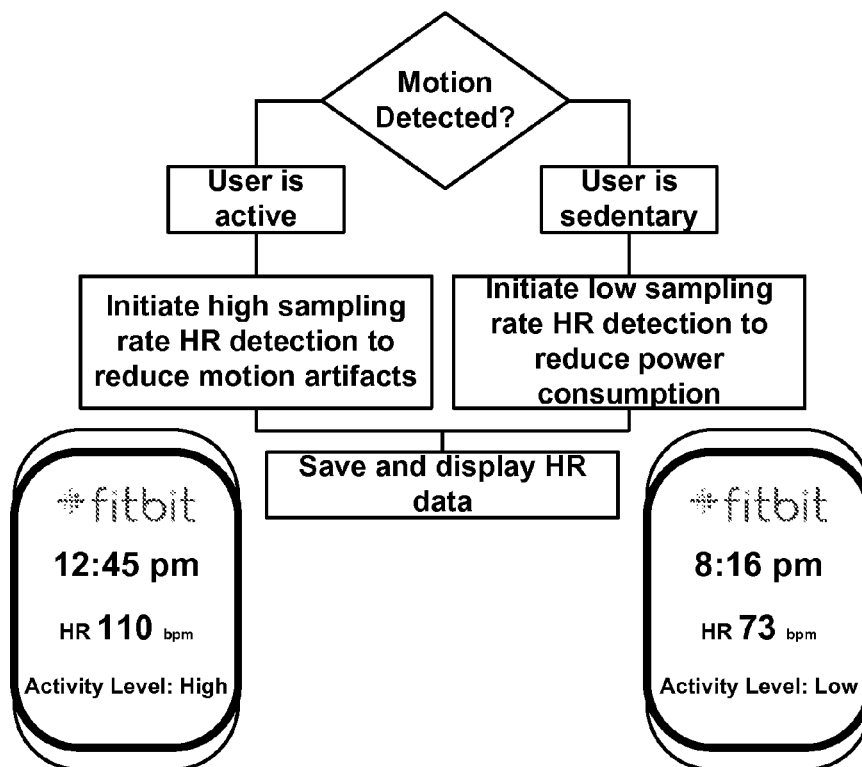 Motion
Detected?
User is
active
User is
sedentary
Initiate high sampling
rate HR detection to
reduce motion artifacts
Initiate low sampling
rate HR detection to
reduce power
consumption
Save and display HR
data
fitbit
12:45 pm
HR 110 bpm
Activity Level: High
fitbit
8:16 pm
HR 73 bpm
Activity Level: Low